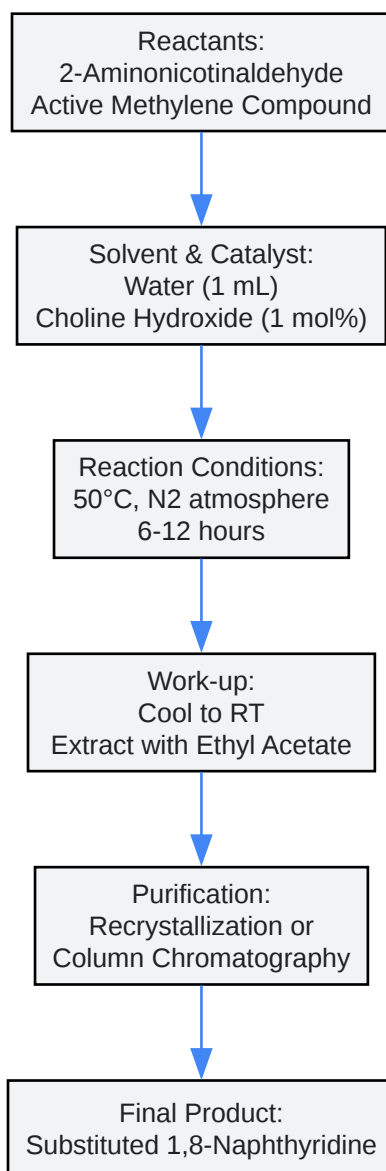 Reactants:
2-Aminonicotinaldehyde
Active Methylene Compound
Solvent & Catalyst:
Water (1 mL)
Choline Hydroxide (1 mol%)
Reaction Conditions:
50°C, N2 atmosphere
6-12 hours
Work-up:
Cool to RT
Extract with Ethyl Acetate
Purification:
Recrystallization or
Column Chromatography
Final Product:
Substituted 1,8-Naphthyridine